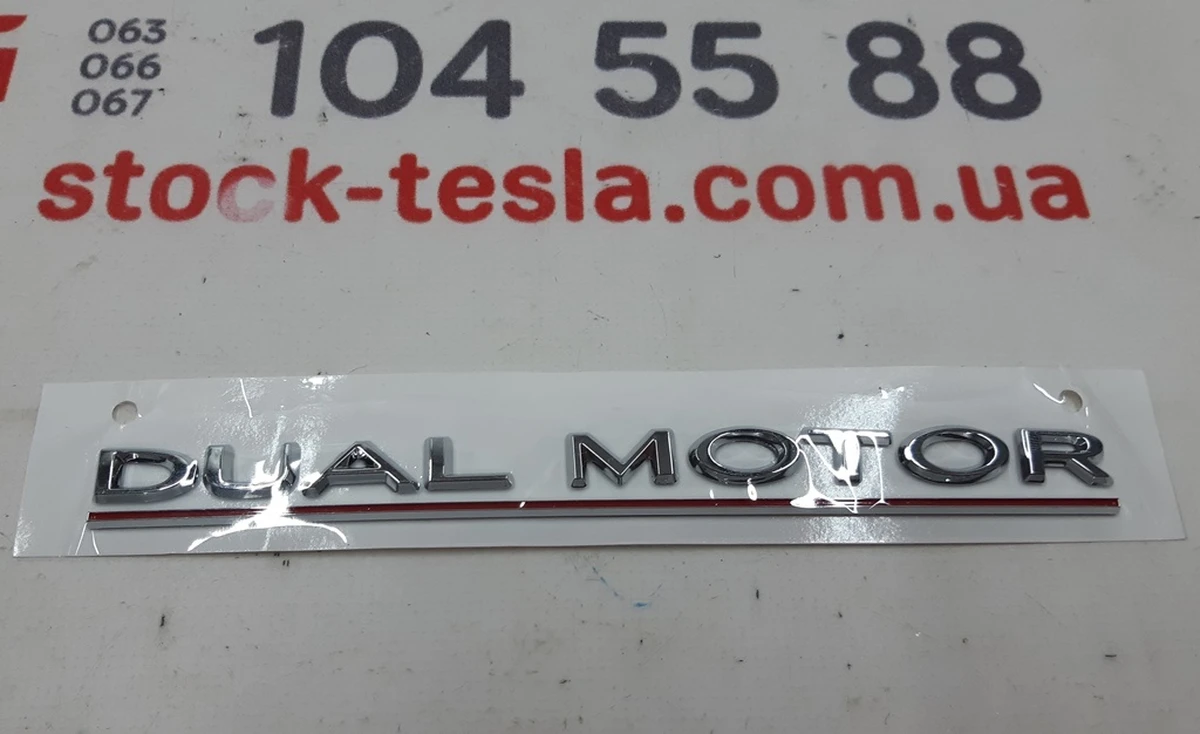 063
066
067
104 55 88
stock-tesla.com.ua
DUAL MOTOR